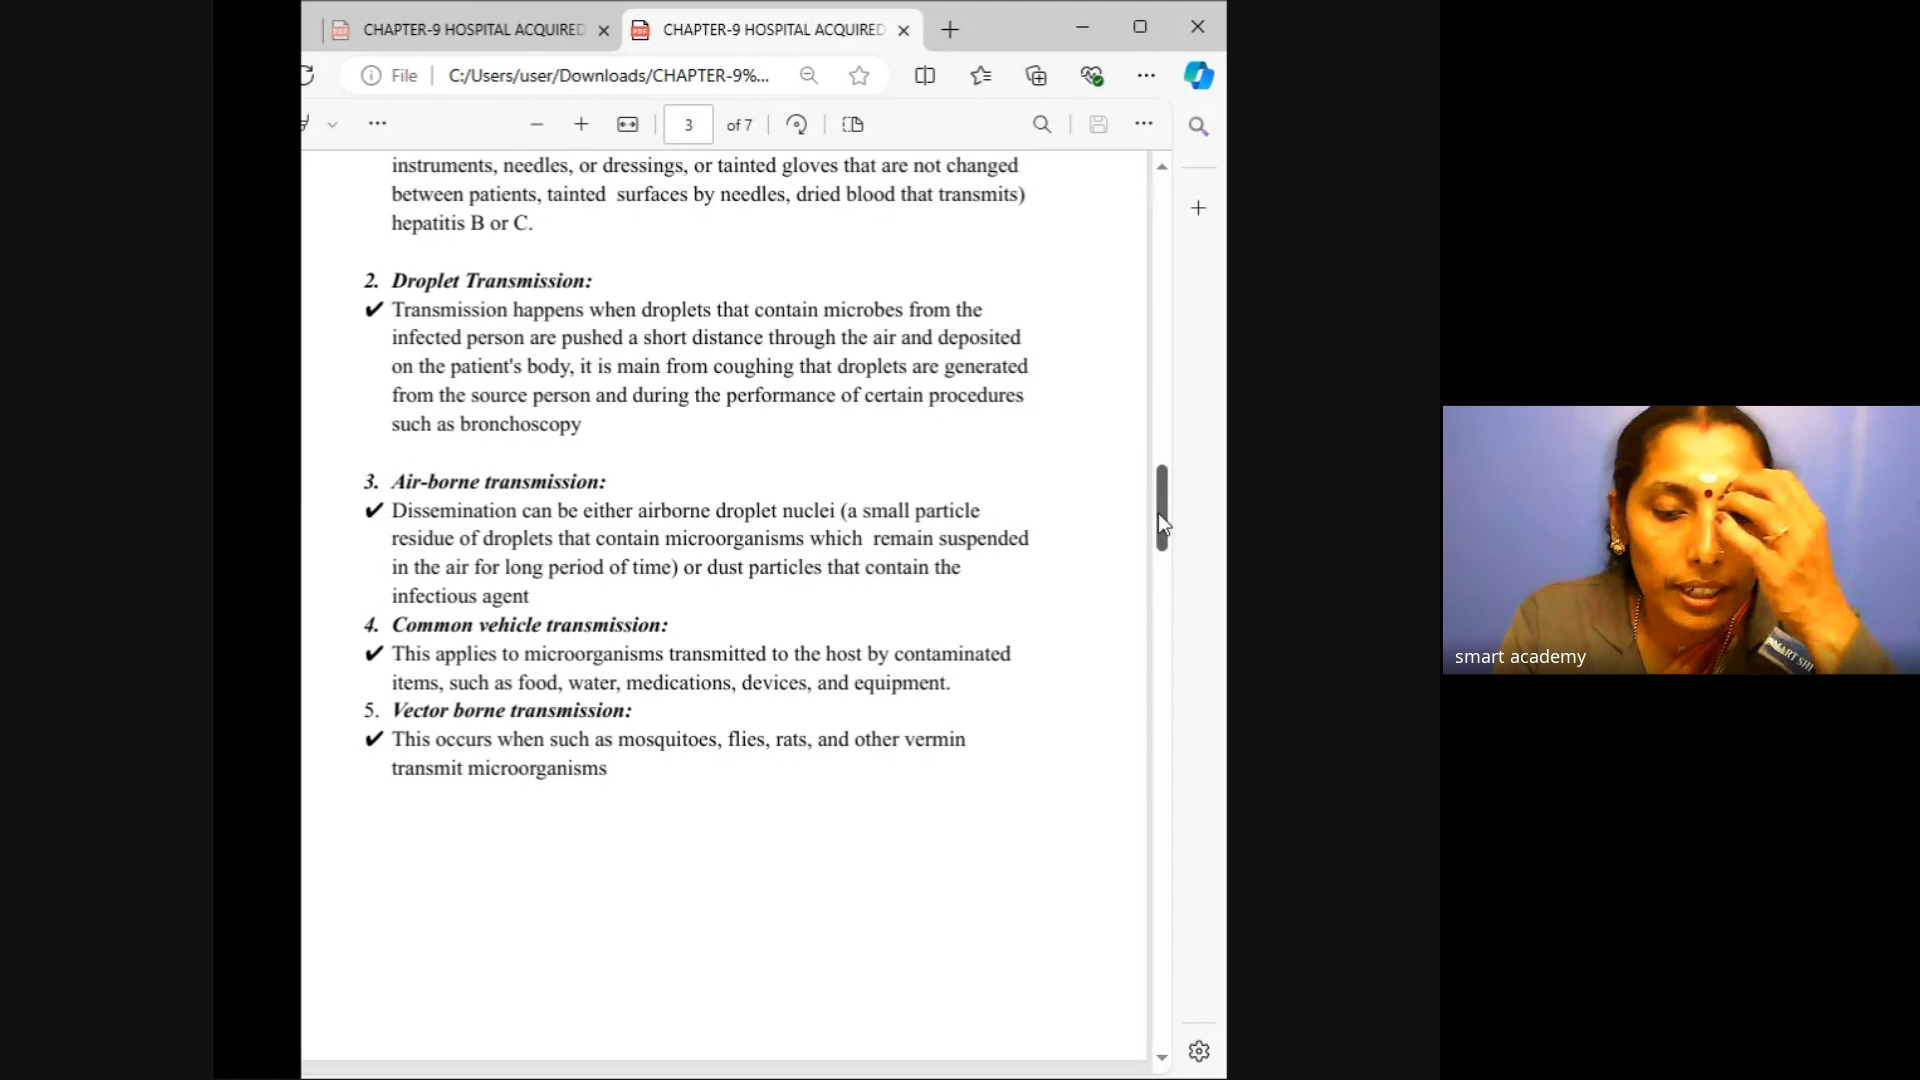 CHAPTER-9 HOSPITAL ACQUIRED
CHAPTER-9 HOSPITAL ACQUIRED
File
C:/Users/user/Downloads/CHAPTER-9%...
3 of 7
instruments, needles, or dressings, or tainted gloves that are not changed
between patients, tainted surfaces by needles, dried blood that transmits)
hepatitis B or C.
2. Droplet Transmission:
✔ Transmission happens when droplets that contain microbes from the
infected person are pushed a short distance through the air and deposited
on the patient's body, it is main from coughing that droplets are generated
from the source person and during the performance of certain procedures
such as bronchoscopy
3. Air-borne transmission:
✔ Dissemination can be either airborne droplet nuclei (a small particle
residue of droplets that contain microorganisms which remain suspended
in the air for long period of time) or dust particles that contain the
infectious agent
4. Common vehicle transmission:
✔ This applies to microorganisms transmitted to the host by contaminated
items, such as food, water, medications, devices, and equipment.
5. Vector borne transmission:
✔ This occurs when such as mosquitoes, flies, rats, and other vermin
transmit microorganisms
smart academy